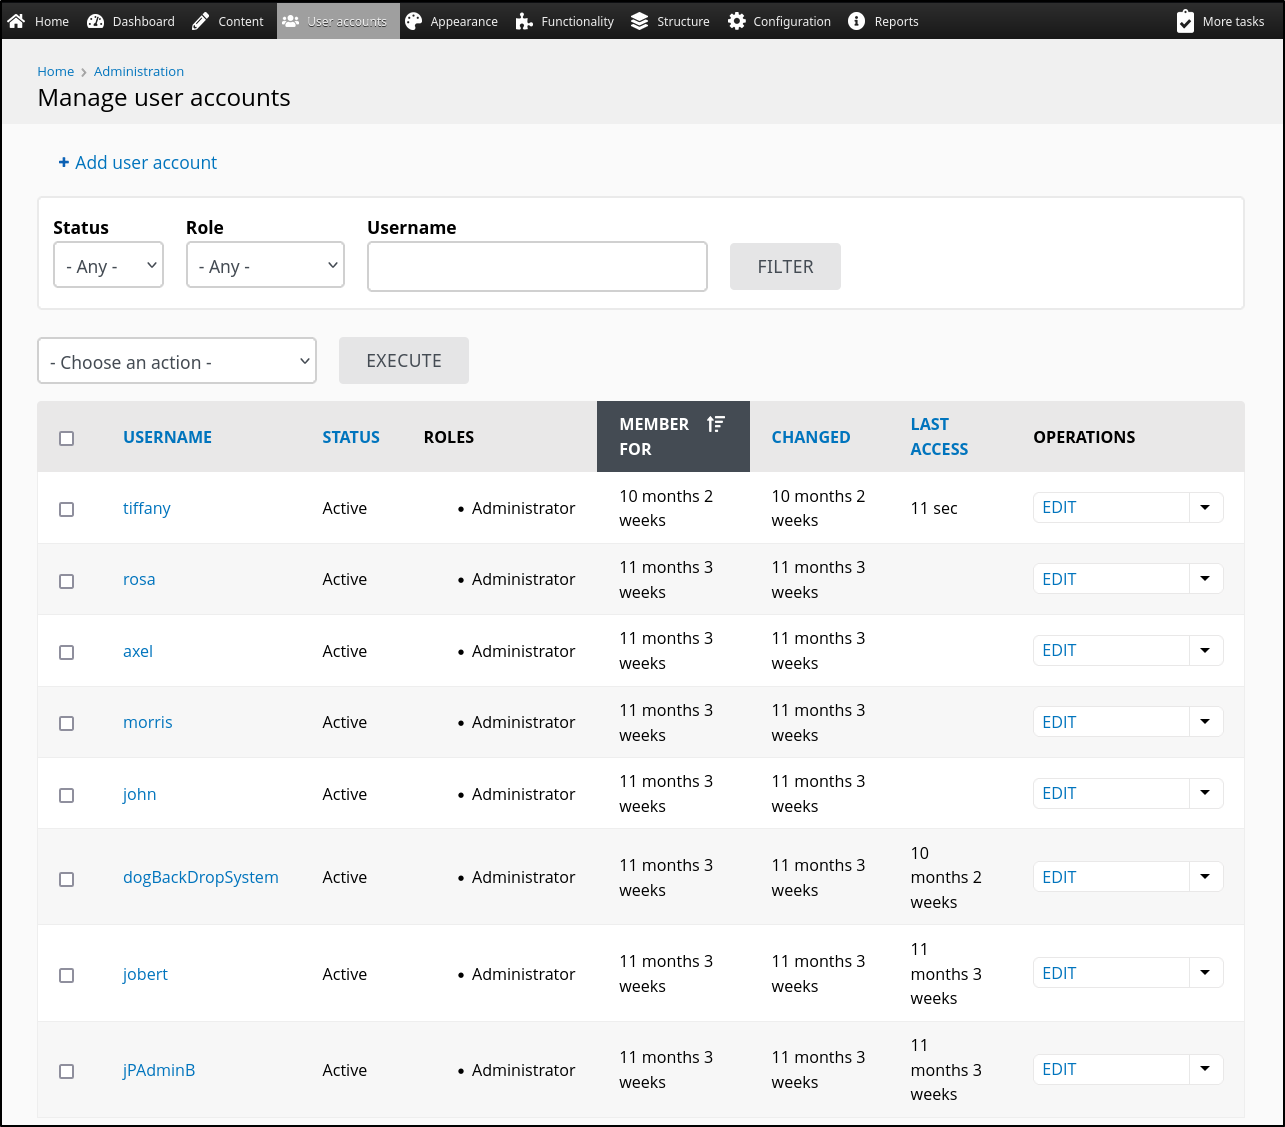 Home Dashboard Content User accounts Appearance Functionality Structure Configuration Reports More tasks
Home › Administration
Manage user accounts
+ Add user account
Status Role Username
- Any - - Any - FILTER
- Choose an action - EXECUTE
USERNAME STATUS ROLES MEMBER FOR CHANGED LAST ACCESS OPERATIONS
tiffany Active • Administrator 10 months 2 weeks 10 months 2 weeks 11 sec EDIT
rosa Active • Administrator 11 months 3 weeks 11 months 3 weeks EDIT
axel Active • Administrator 11 months 3 weeks 11 months 3 weeks EDIT
morris Active • Administrator 11 months 3 weeks 11 months 3 weeks EDIT
john Active • Administrator 11 months 3 weeks 11 months 3 weeks EDIT
dogBackDropSystem Active • Administrator 11 months 3 weeks 11 months 3 weeks 10 months 2 weeks EDIT
jobert Active • Administrator 11 months 3 weeks 11 months 3 weeks 11 months 3 weeks EDIT
jPAdminB Active • Administrator 11 months 3 weeks 11 months 3 weeks 11 months 3 weeks EDIT